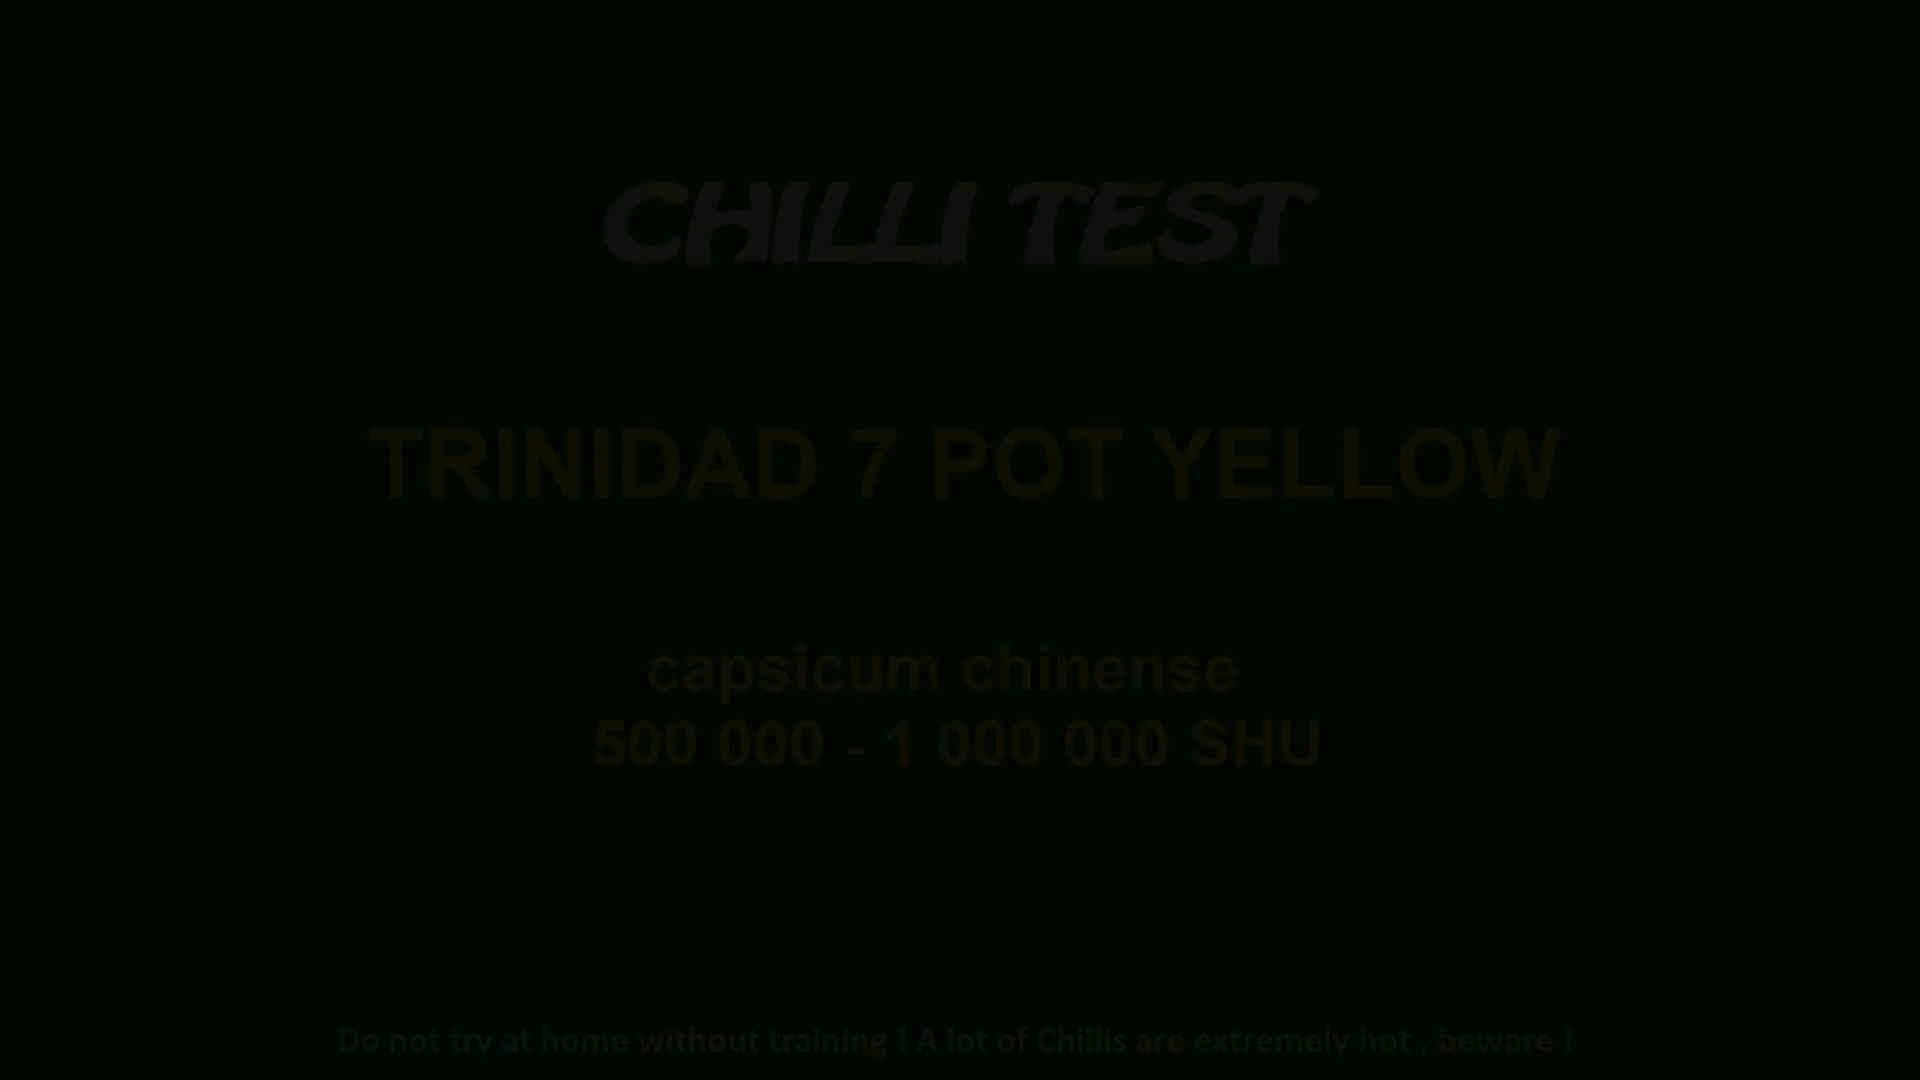 CHILLI TEST
TRINIDAD 7 POT YELLOW
capsicum chinense
500 000 - 1 000 000 SHU
Do not try at home without training ! A lot of Chillis are extremely hot , beware !